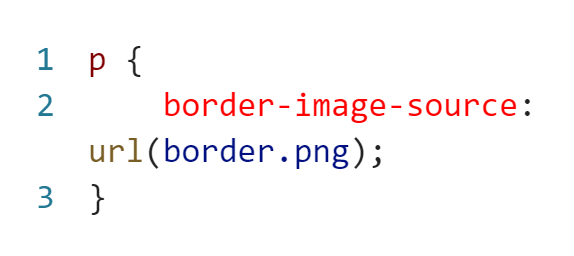 1 p {
2     border-image-source:
url(border.png);
3 }